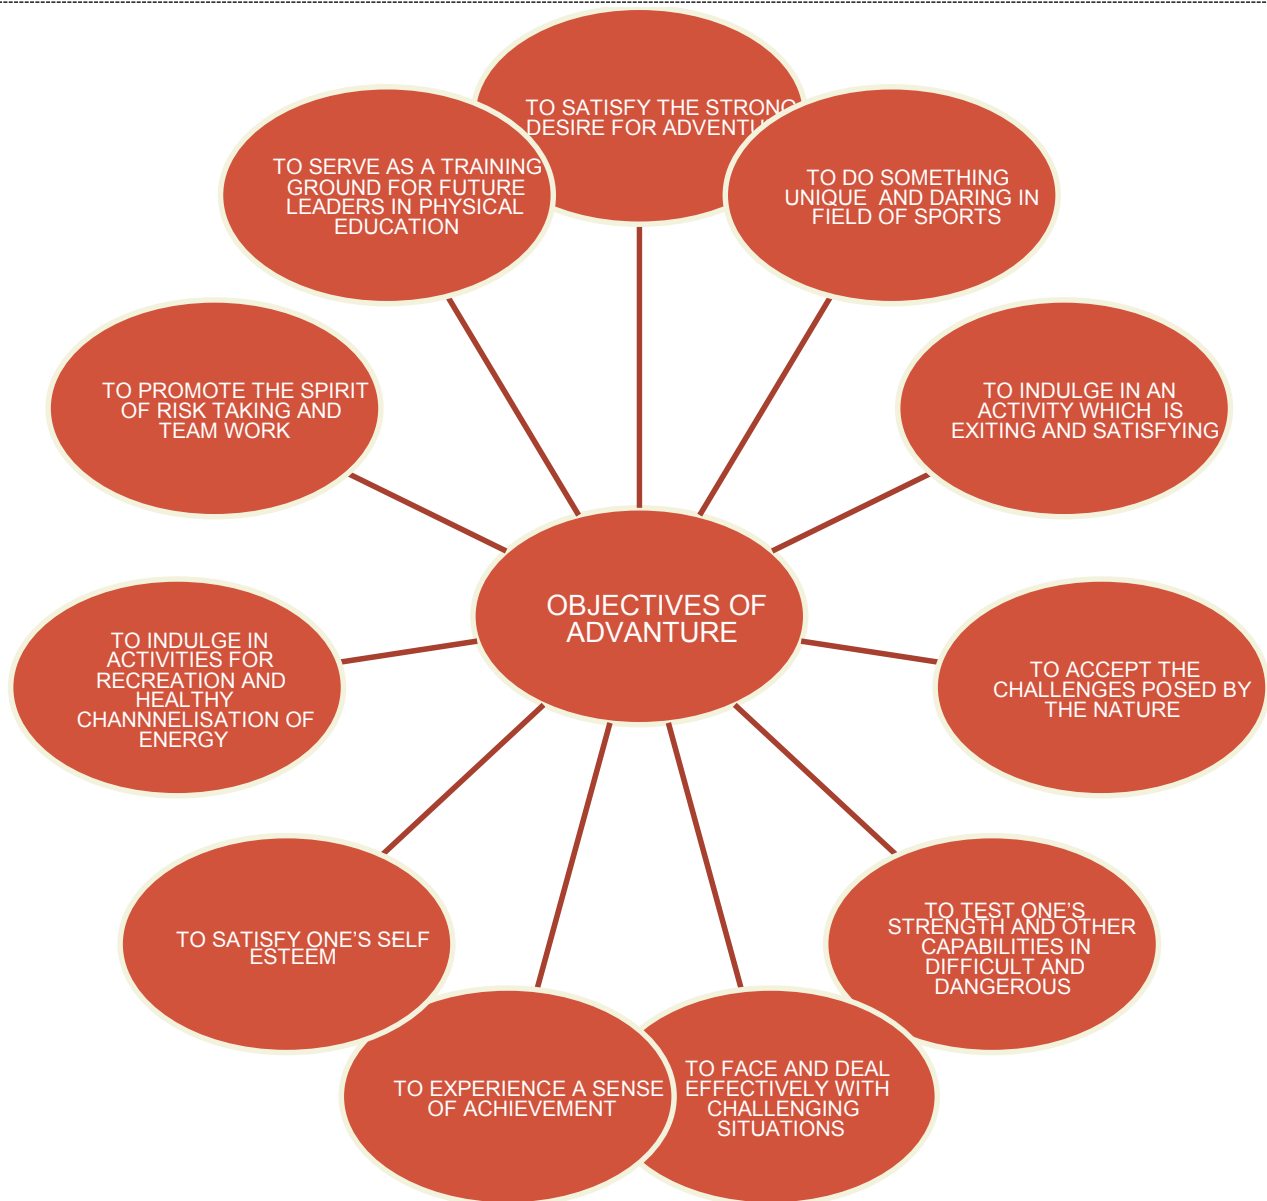 TO SATISFY THE STRONG
DESIRE FOR
TO DO SOMETHING
UNIQUE AND DARING IN
FIELD OF SPORTS
TO INDULGE IN AN
ACTIVITY WHICH IS
EXITING AND SATISFYING
TO ACCEPT THE
CHALLENGES POSED BY
THE NATURE
TO TEST ONE'S
STRENGTH AND OTHER
CAPABILITIES IN
DIFFICULT AND
DANGEROUS
TO FACE AND DEAL
EFFECTIVELY WITH
CHALLENGING
SITUATIONS
TO EXPERIENCE A SENSE
OF ACHIEVEMENT
TO SATISFY ONE'S SELF
ESTEEM
TO INDULGE IN
ACTIVITIES FOR
RECREATION AND
HEALTHY
CHANNNELISATION OF
ENERGY
TO PROMOTE THE SPIRIT
OF RISK TAKING AND
TEAM WORK
TO SERVE AS A TRAINING
GROUND FOR FUTURE
LEADERS IN PHYSICAL
EDUCATION
OBJECTIVES OF
ADVANTURE